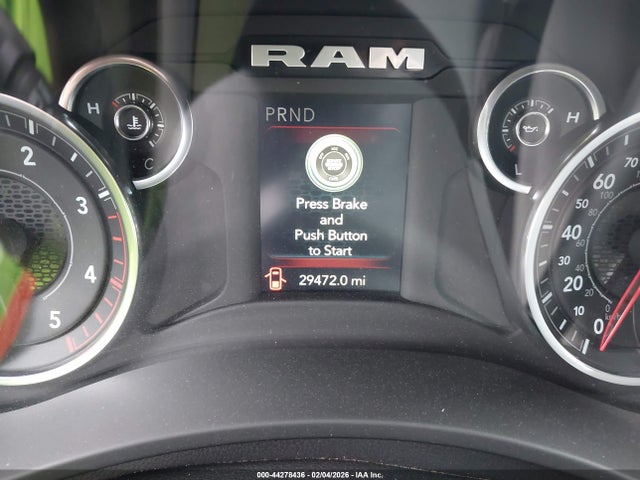 RAM
PRND
Press Brake
and
Push Button
to Start
29472.0 mi
H
C
H
L
2
3
4
5
70
60
50
40
30
20
10
0
000-44278436 - 02/04/2026 - IAA Inc.